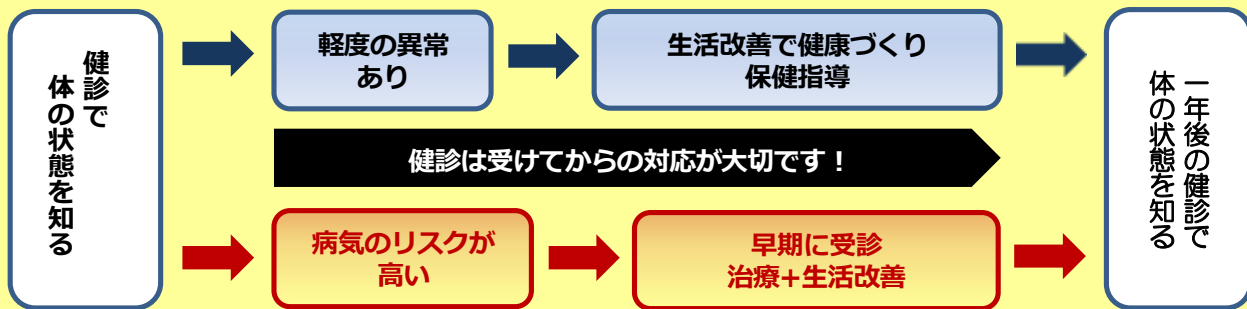 健診で
体の状態を知る
軽度の異常
あり
生活改善で健康づくり
保健指導
健診は受けてからの対応が大切です！
病気のリスクが
高い
早期に受診
治療+生活改善
一年後の健診で
体の状態を知る